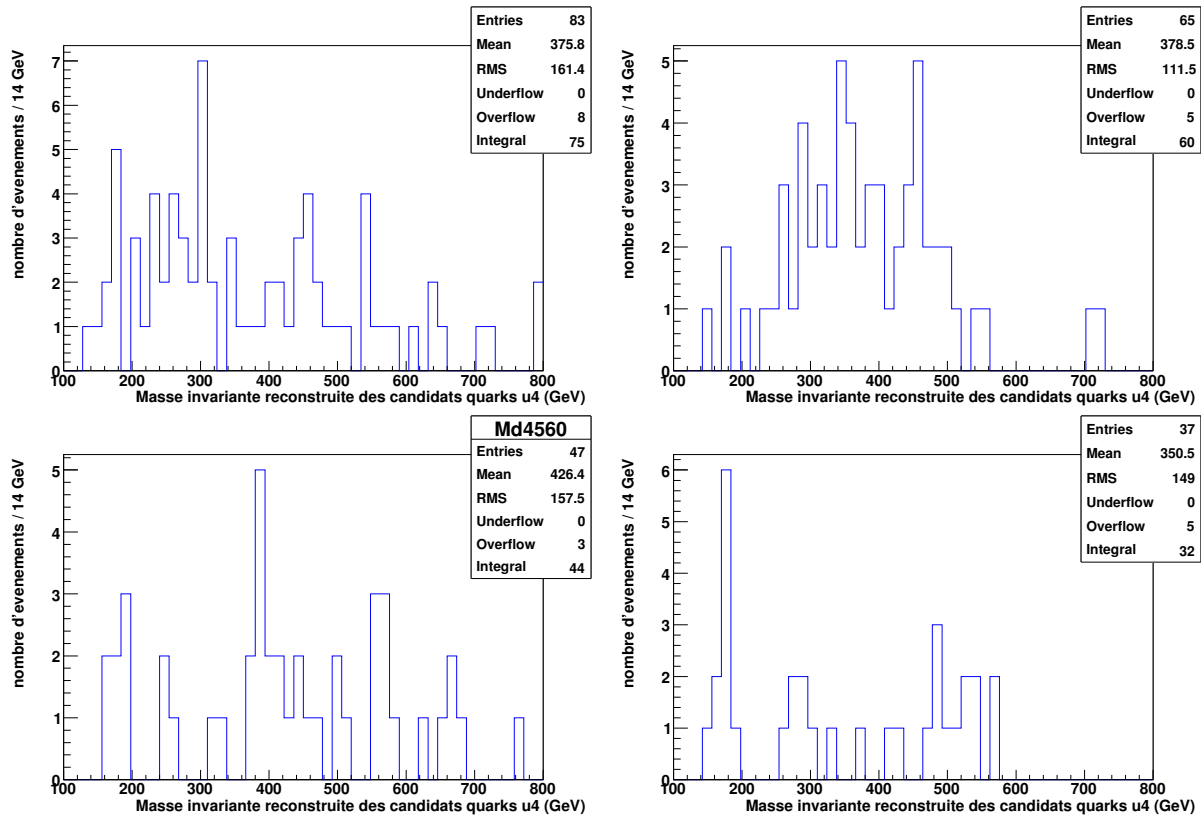 Entries 83
Mean 375.8
RMS 161.4
Underflow 0
Overflow 8
Integral 75
nombre d'evenements / 14 GeV
7
6
5
4
3
2
1
0
100 200 300 400 500 600 700 800
Masse invariante reconstruite des candidats quarks u4 (GeV)
Entries 65
Mean 378.5
RMS 111.5
Underflow 0
Overflow 5
Integral 60
nombre d'evenements / 14 GeV
5
4
3
2
1
0
100 200 300 400 500 600 700 800
Masse invariante reconstruite des candidats quarks u4 (GeV)
Md4560
Entries 47
Mean 426.4
RMS 157.5
Underflow 0
Overflow 3
Integral 44
nombre d'evenements / 14 GeV
5
4
3
2
1
0
100 200 300 400 500 600 700 800
Masse invariante reconstruite des candidats quarks u4 (GeV)
Entries 37
Mean 350.5
RMS 149
Underflow 0
Overflow 5
Integral 32
nombre d'evenements / 14 GeV
6
5
4
3
2
1
0
100 200 300 400 500 600 700 800
Masse invariante reconstruite des candidats quarks u4 (GeV)